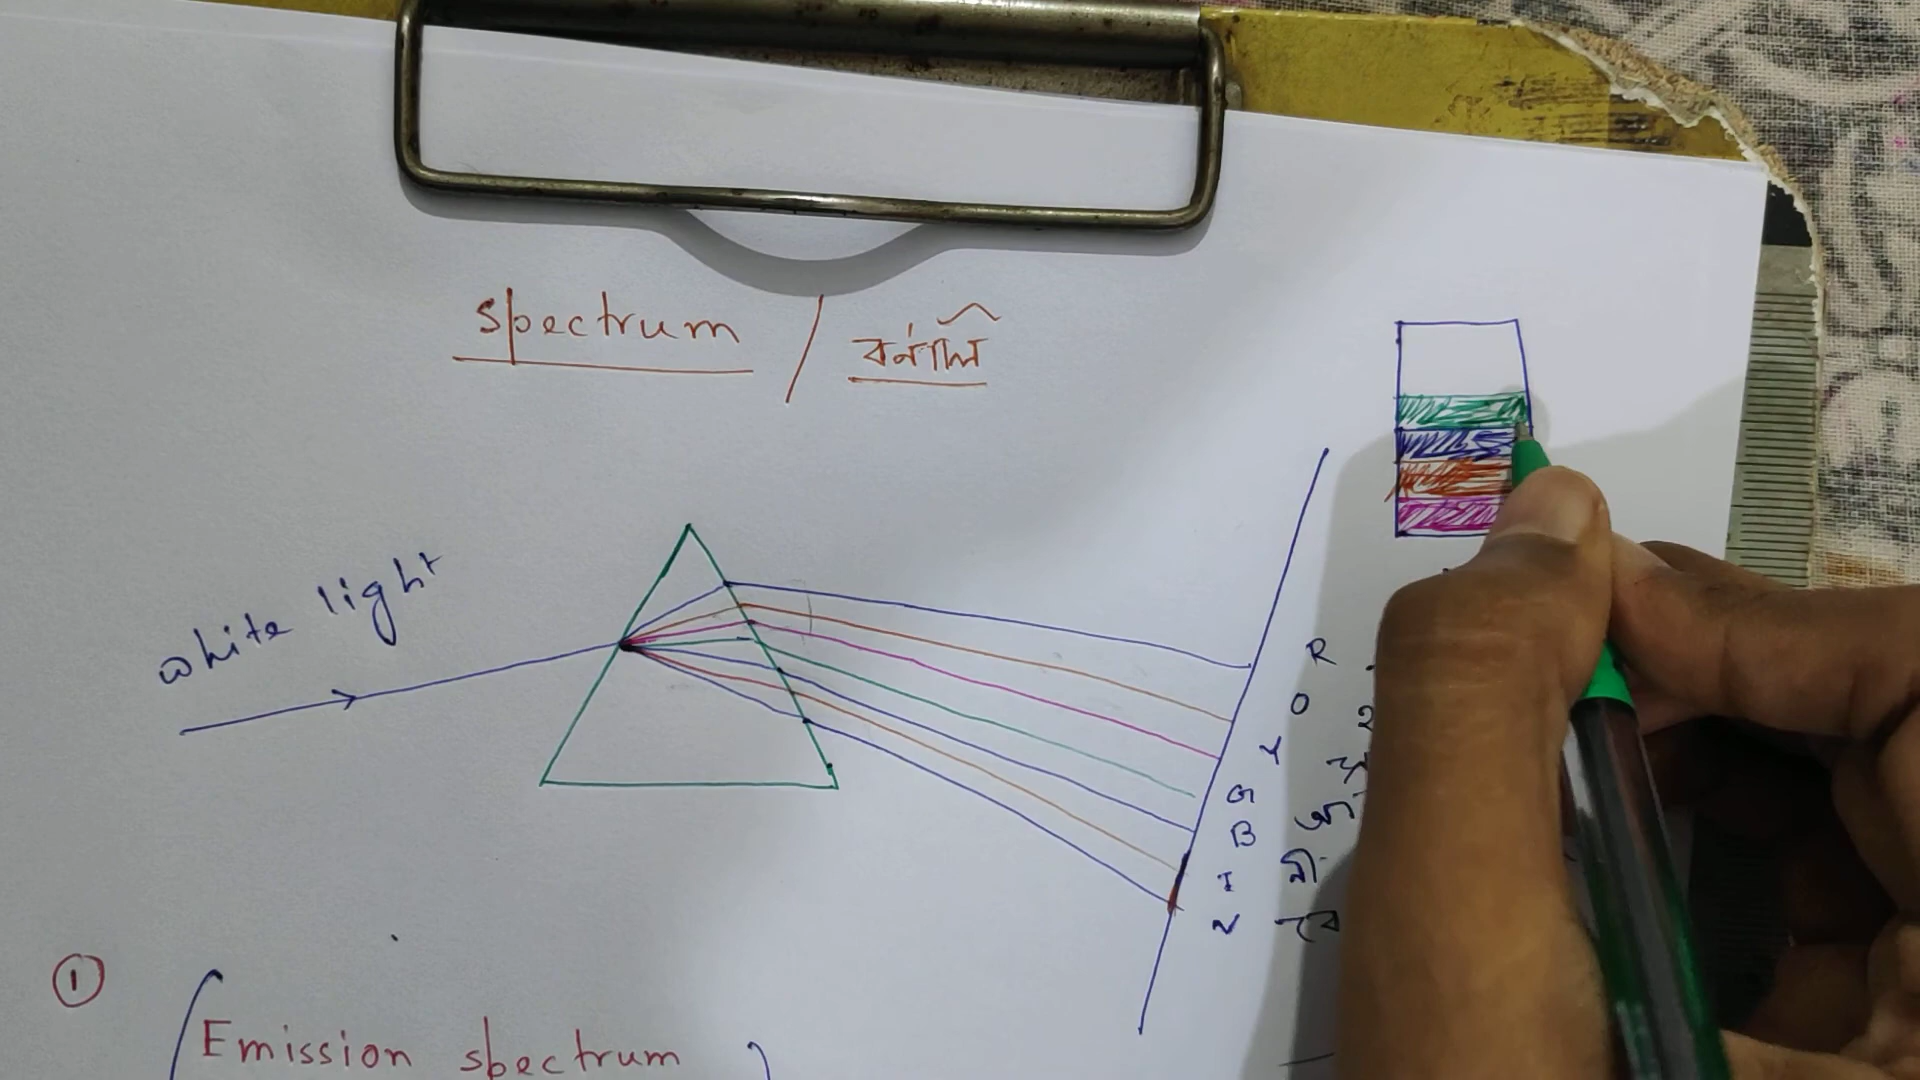 spectrum / বর্ণালি
white light
R
O
Y
G
B
I
V
①
Emission spectrum